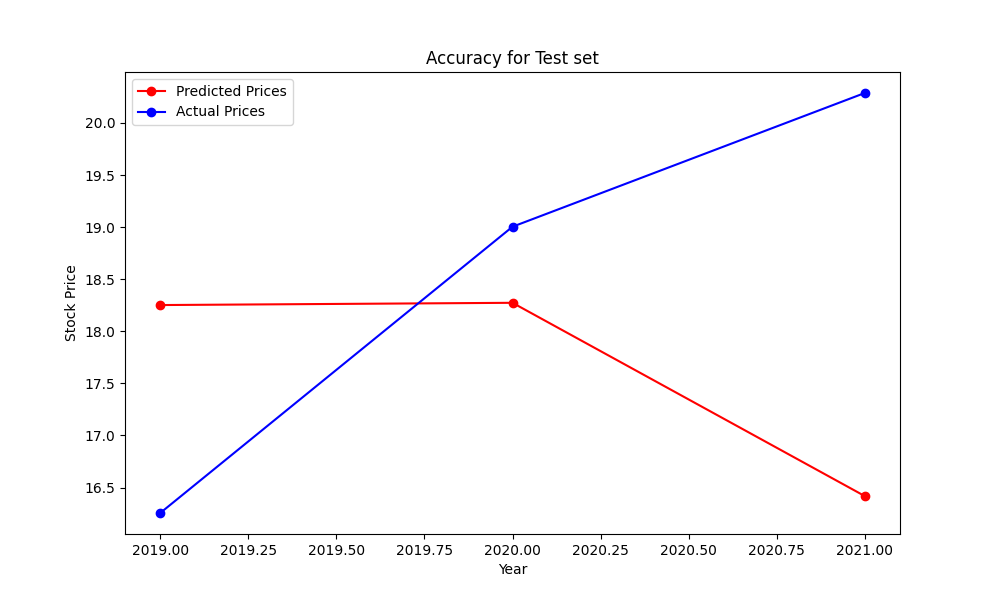 Accuracy for Test set
Predicted Prices
Actual Prices
20.0
19.5
19.0
18.5
18.0
17.5
17.0
16.5
Stock Price
2019.00 2019.25 2019.50 2019.75 2020.00 2020.25 2020.50 2020.75 2021.00
Year